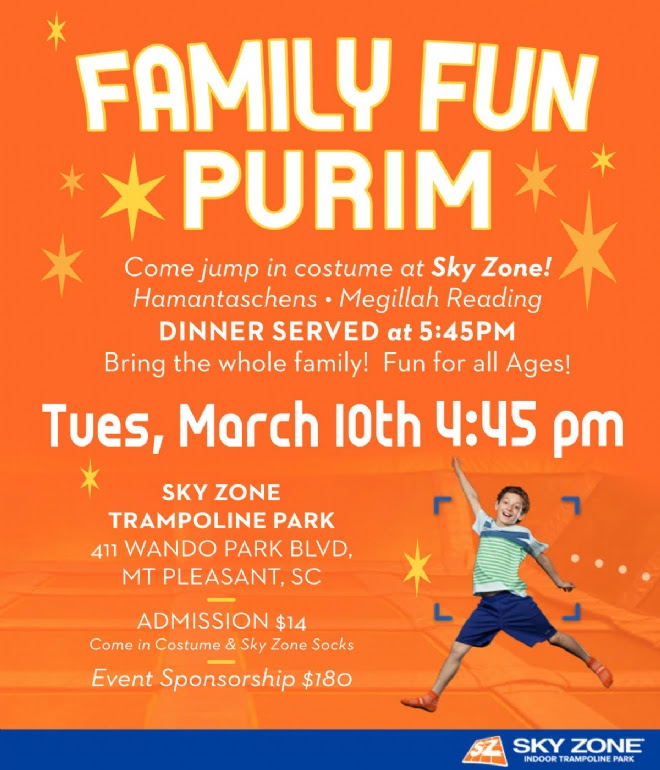 FAMILY FUN
PURIM
Come jump in costume at Sky Zone!
Hamantaschens • Megillah Reading
DINNER SERVED at 5:45PM
Bring the whole family! Fun for all Ages!
Tues, March 10th 4:45 pm
SKY ZONE
TRAMPOLINE PARK
411 WANDO PARK BLVD,
MT PLEASANT, SC
ADMISSION $14
Come in Costume & Sky Zone Socks
Event Sponsorship $180
SZ SKY ZONE
INDOOR TRAMPOLINE PARK